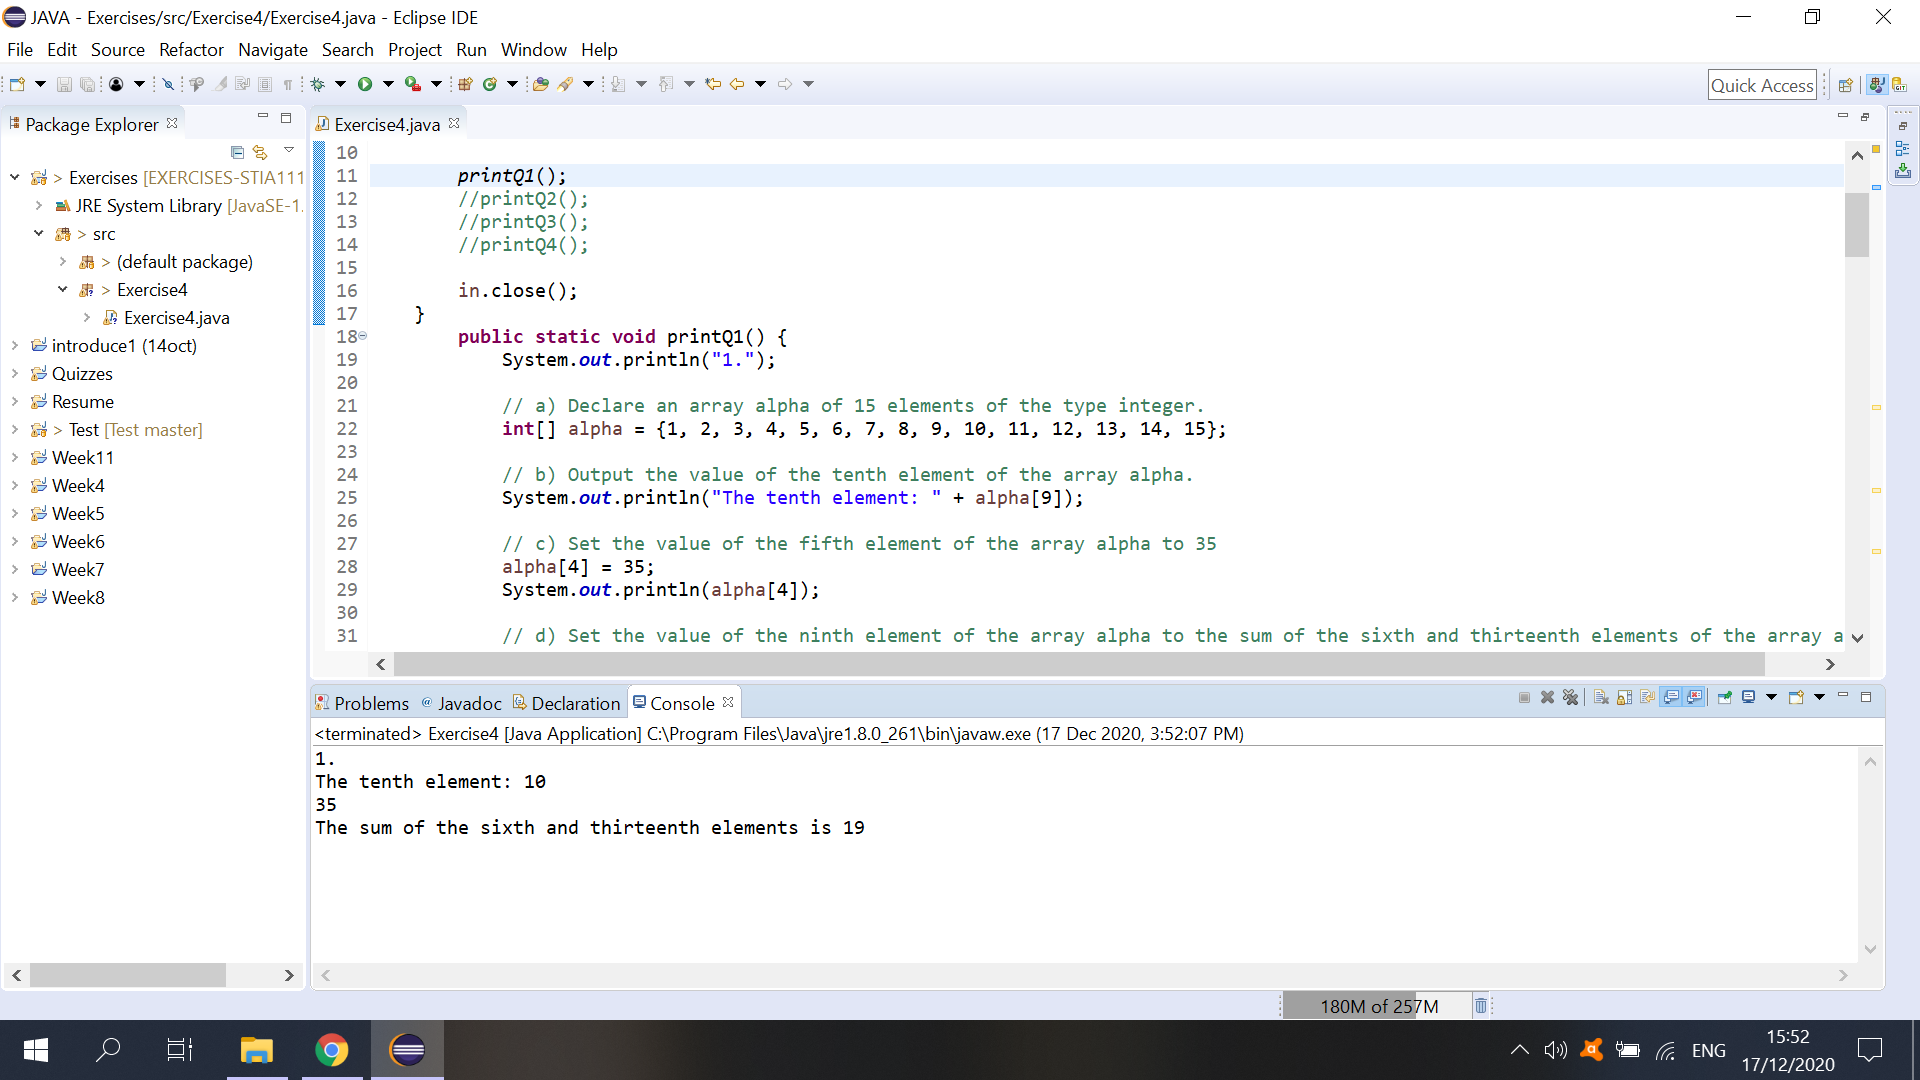 JAVA - Exercises/src/Exercise4/Exercise4.java - Eclipse IDE
File Edit Source Refactor Navigate Search Project Run Window Help
Quick Access
Package Explorer
Exercise4.java
> Exercises [EXERCISES-STIA111
JRE System Library [JavaSE-1.
> src
> (default package)
> Exercise4
Exercise4.java
introduce1 (14oct)
Quizzes
Resume
> Test [Test master]
Week11
Week4
Week5
Week6
Week7
Week8
10
11 printQ1();
12 //printQ2();
13 //printQ3();
14 //printQ4();
15
16 in.close();
17 }
18 public static void printQ1() {
19 System.out.println("1.");
20
21 // a) Declare an array alpha of 15 elements of the type integer.
22 int[] alpha = {1, 2, 3, 4, 5, 6, 7, 8, 9, 10, 11, 12, 13, 14, 15};
23
24 // b) Output the value of the tenth element of the array alpha.
25 System.out.println("The tenth element: " + alpha[9]);
26
27 // c) Set the value of the fifth element of the array alpha to 35
28 alpha[4] = 35;
29 System.out.println(alpha[4]);
30
31 // d) Set the value of the ninth element of the array alpha to the sum of the sixth and thirteenth elements of the array a
Problems @ Javadoc Declaration Console
<terminated> Exercise4 [Java Application] C:\Program Files\Java\jre1.8.0_261\bin\javaw.exe (17 Dec 2020, 3:52:07 PM)
1.
The tenth element: 10
35
The sum of the sixth and thirteenth elements is 19
180M of 257M
ENG
15:52
17/12/2020